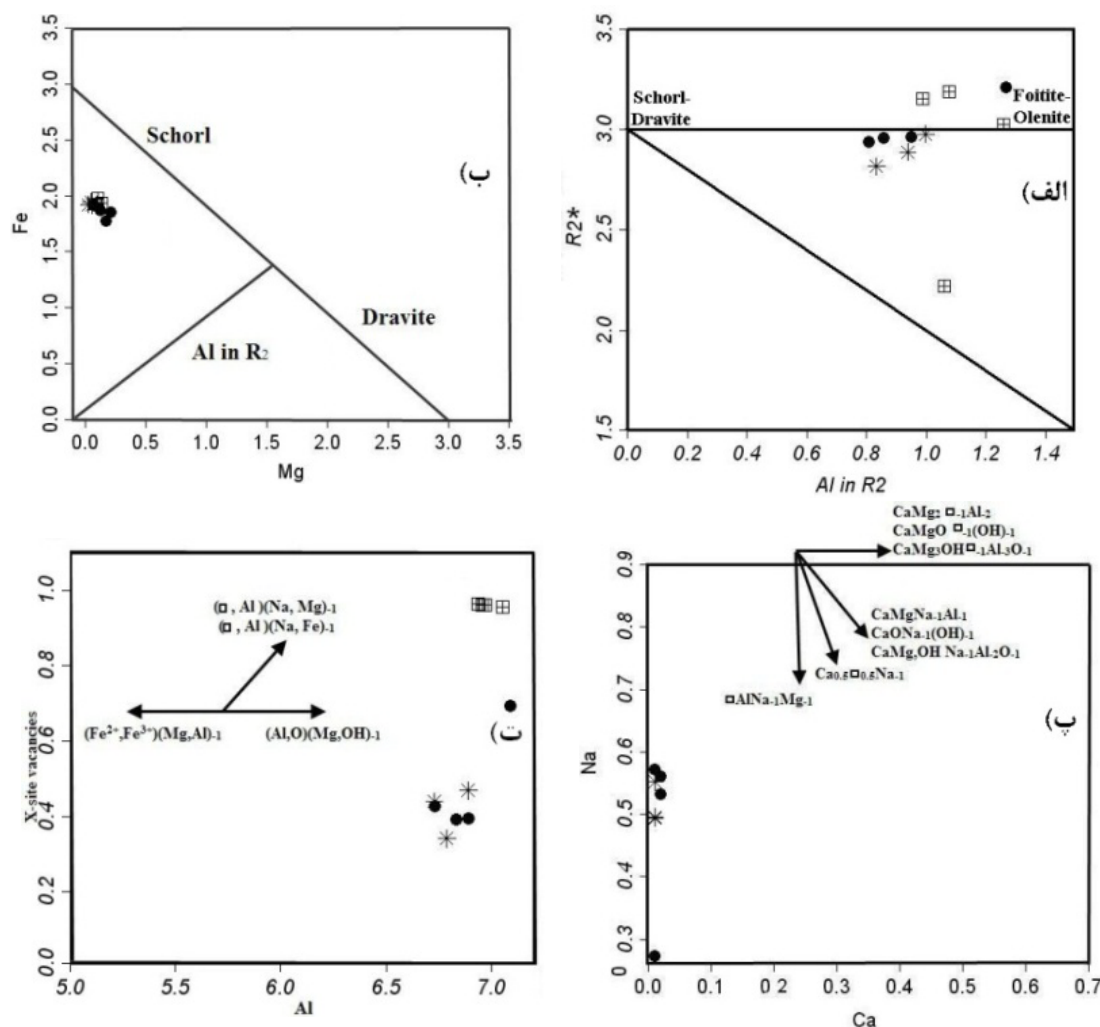 3.5
3.0
2.5
2.0
1.5
1.0
0.5
0.0
Fe
Schorl
Dravite
Al in R2
ب)
0.0 0.5 1.0 1.5 2.0 2.5 3.0 3.5
Mg
3.5
3.0
2.5
2.0
1.5
R2*
Schorl-
Dravite
Foitite-
Olenite
الف)
0.0 0.2 0.4 0.6 0.8 1.0 1.2 1.4
Al in R2
1.0
0.8
0.6
0.4
0.2
0.0
X-site vacancies
(□, Al )(Na, Mg)-1
(□, Al )(Na, Fe)-1
(Fe2+,Fe3+)(Mg,Al)-1
(Al,O)(Mg,OH)-1
ت)
5.0 5.5 6.0 6.5 7.0
Al
CaMg2 □-1Al-2
CaMgO □-1(OH)-1
CaMg3OH□-1Al-3O-1
0.9
0.8
0.7
0.6
0.5
0.4
0.3
0
Na
CaMgNa-1Al-1
CaONa-1(OH)-1
CaMg,OH Na-1Al-2O-1
Ca0.5□0.5Na-1
□AlNa-1Mg-1
پ)
0.0 0.1 0.2 0.3 0.4 0.5 0.6 0.7
Ca